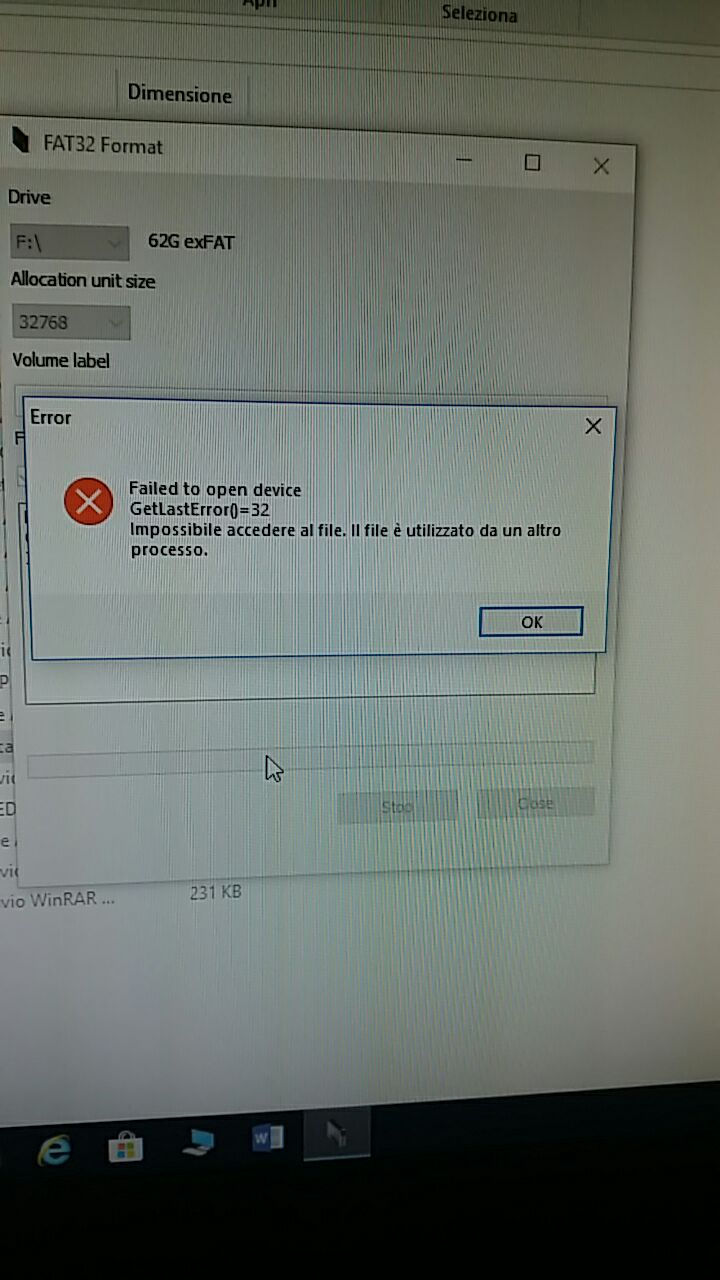 Apri
Seleziona
Dimensione
FAT32 Format
Drive
F:\
62G exFAT
Allocation unit size
32768
Volume label
Error
Failed to open device
GetLastError()=32
Impossibile accedere al file. Il file è utilizzato da un altro
processo.
OK
Stop
Close
vio WinRAR ...
231 KB